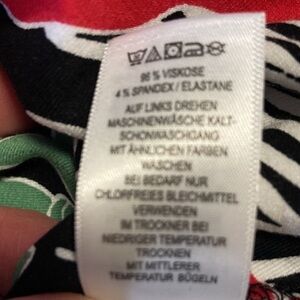 96 % VISKOSE
4 % SPANDEX / ELASTANE
AUF LINKS DREHEN
MASCHINENWÄSCHE KALT-
SCHONWASCHGANG
MIT ÄHNLICHEN FARBEN
WASCHEN
BEI BEDARF NUR
CHLORFREIES BLEICHMITTEL
VERWENDEN
IM TROCKNER BEI
NIEDRIGER TEMPERATUR
TROCKNEN
MIT MITTLERER
TEMPERATUR BÜGELN